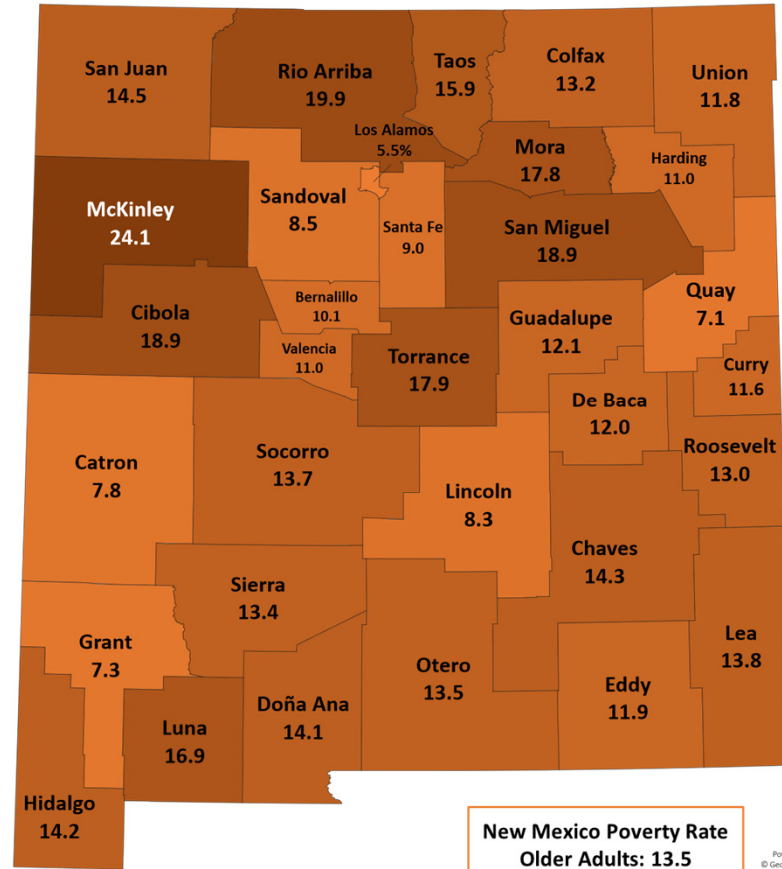 San Juan
14.5
Rio Arriba
19.9
Taos
15.9
Colfax
13.2
Union
11.8
Los Alamos
5.5%
Mora
17.8
Harding
11.0
McKinley
24.1
Sandoval
8.5
Santa Fe
9.0
San Miguel
18.9
Quay
7.1
Cibola
18.9
Bernalillo
10.1
Valencia
11.0
Torrance
17.9
Guadalupe
12.1
Curry
11.6
De Baca
12.0
Roosevelt
13.0
Catron
7.8
Socorro
13.7
Lincoln
8.3
Chaves
14.3
Sierra
13.4
Grant
7.3
Otero
13.5
Lea
13.8
Eddy
11.9
Doña Ana
14.1
Luna
16.9
Hidalgo
14.2
New Mexico Poverty Rate
Older Adults: 13.5